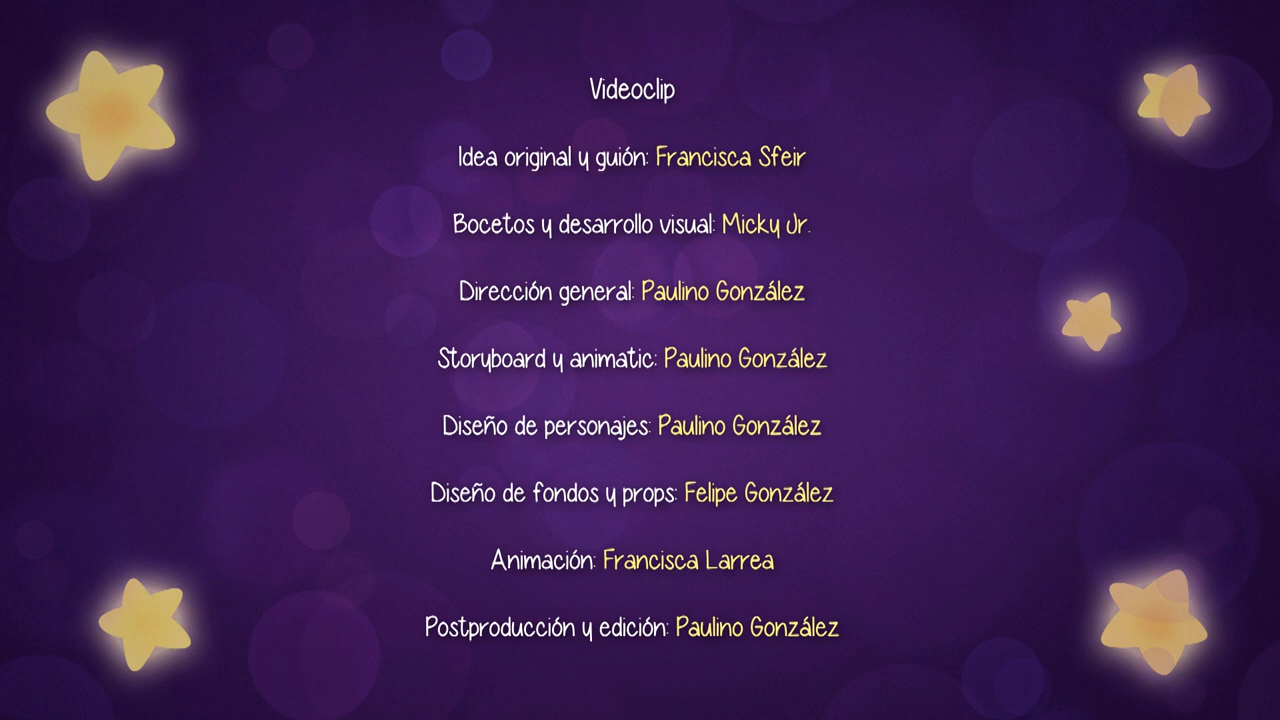 Videoclip
Idea original y guión: Francisca Sfeir
Bocetos y desarrollo visual: Micky Jr.
Dirección general: Paulino González
Storyboard y animatic: Paulino González
Diseño de personajes: Paulino González
Diseño de fondos y props: Felipe González
Animación: Francisca Larrea
Postproducción y edición: Paulino González